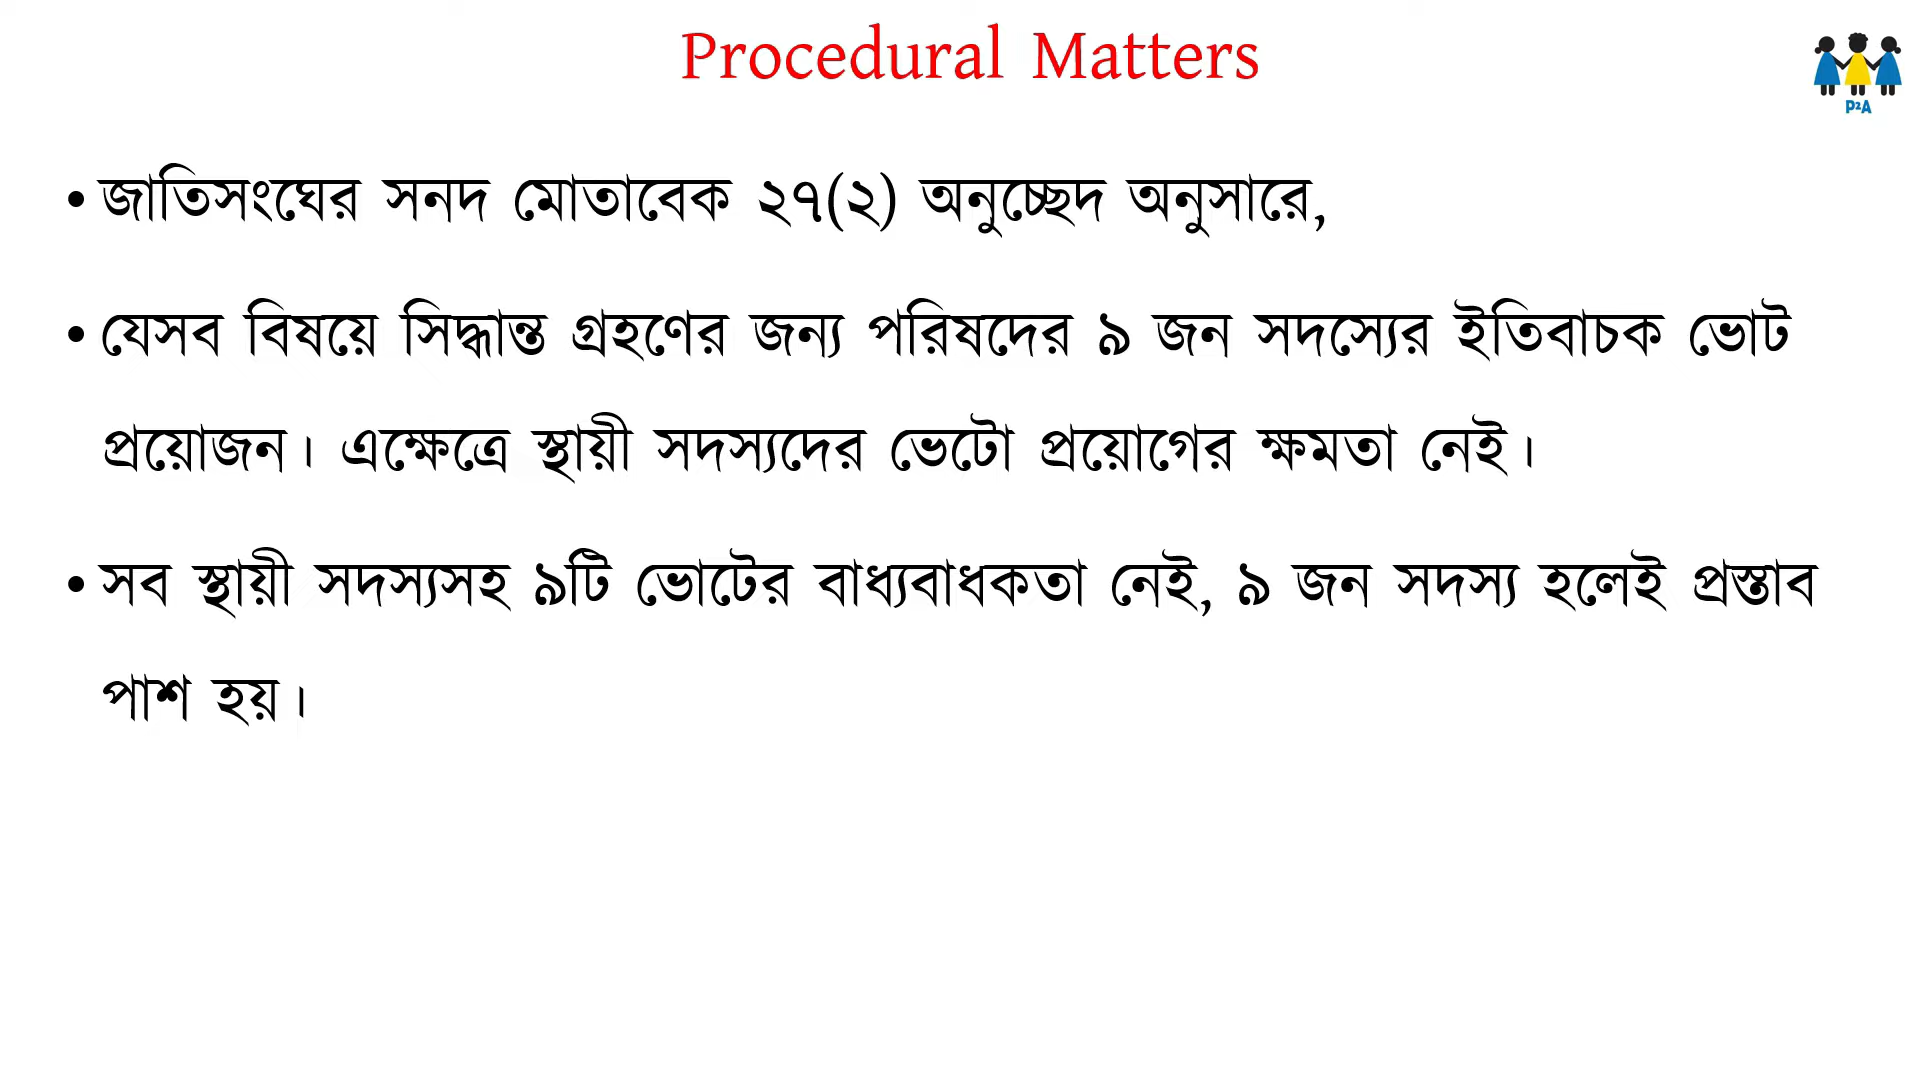 Procedural Matters
P²A
• জাতিসংঘের সনদ মোতাবেক ২৭(২) অনুচ্ছেদ অনুসারে,
• যেসব বিষয়ে সিদ্ধান্ত গ্রহণের জন্য পরিষদের ৯ জন সদস্যের ইতিবাচক ভোট
প্রয়োজন। এক্ষেত্রে স্থায়ী সদস্যদের ভেটো প্রয়োগের ক্ষমতা নেই।
• সব স্থায়ী সদস্যসহ ৯টি ভোটের বাধ্যবাধকতা নেই, ৯ জন সদস্য হলেই প্রস্তাব
পাশ হয়।